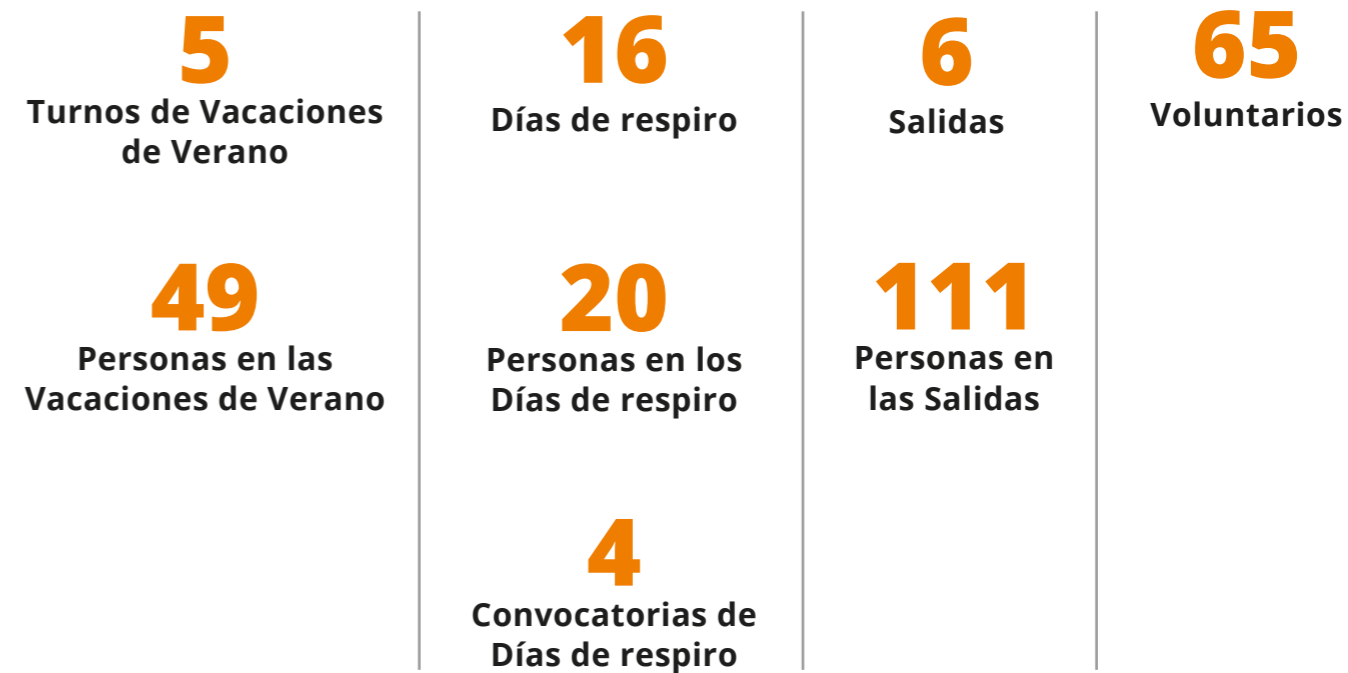 5
Turnos de Vacaciones
de Verano
49
Personas en las
Vacaciones de Verano
16
Días de respiro
20
Personas en los
Días de respiro
4
Convocatorias de
Días de respiro
6
Salidas
111
Personas en
las Salidas
65
Voluntarios